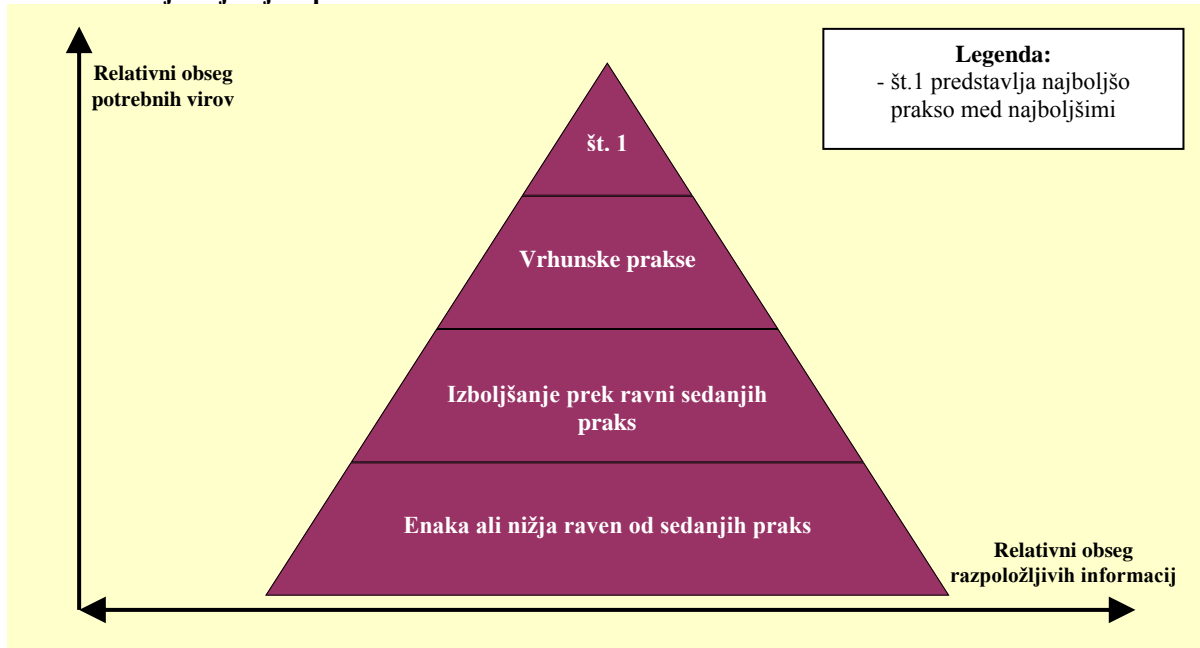 Relativni obseg
potrebnih virov
Legenda:
- št.1 predstavlja najboljšo
prakso med najboljšimi
št. 1
Vrhunske prakse
Izboljšanje prek ravni sedanjih
praks
Enaka ali nižja raven od sedanjih praks
Relativni obseg
razpoložljivih informacij